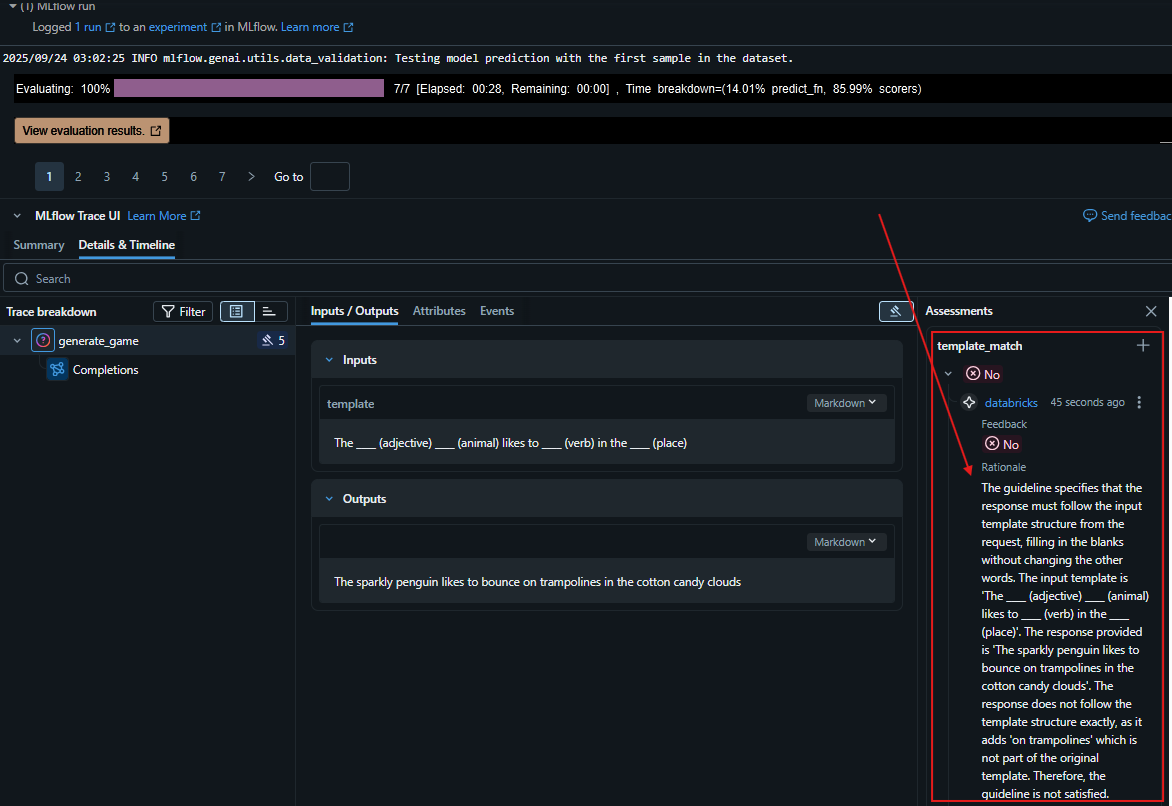 (1) MLflow run
Logged 1 run to an experiment in MLflow. Learn more
2025/09/24 03:02:25 INFO mlflow.genai.utils.data_validation: Testing model prediction with the first sample in the dataset.
Evaluating: 100% 7/7 [Elapsed: 00:28, Remaining: 00:00] , Time breakdown=(14.01% predict_fn, 85.99% scorers)
View evaluation results.
1 2 3 4 5 6 7 > Go to
MLflow Trace UI Learn More
Send feedbac
Summary Details & Timeline
Search
Trace breakdown Filter
generate_game 5
Completions
Inputs / Outputs Attributes Events
Inputs
template Markdown
The ___ (adjective) ___ (animal) likes to ___ (verb) in the ___ (place)
Outputs
Markdown
The sparkly penguin likes to bounce on trampolines in the cotton candy clouds
Assessments
template_match
No
databricks 45 seconds ago
Feedback
No
Rationale
The guideline specifies that the
response must follow the input
template structure from the
request, filling in the blanks
without changing the other
words. The input template is
'The ___ (adjective) ___ (animal)
likes to ___ (verb) in the ___
(place)'. The response provided
is 'The sparkly penguin likes to
bounce on trampolines in the
cotton candy clouds'. The
response does not follow the
template structure exactly, as it
adds 'on trampolines' which is
not part of the original
template. Therefore, the
guideline is not satisfied.